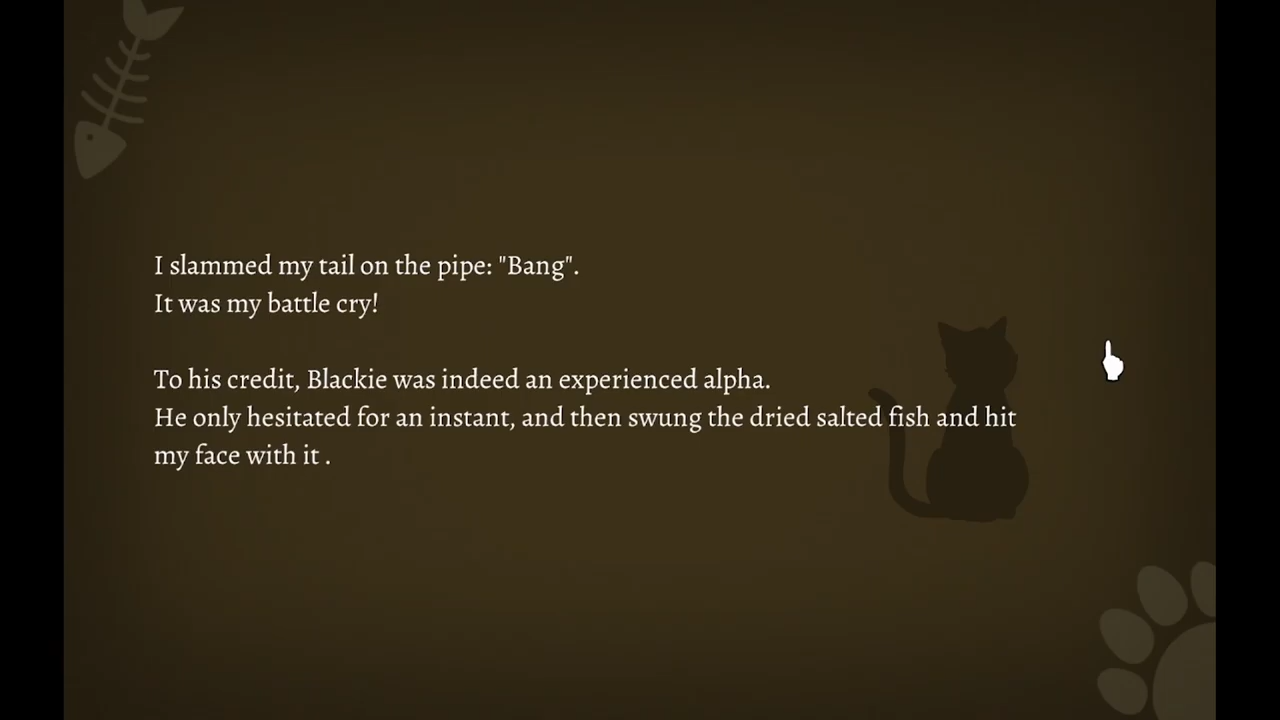 I slammed my tail on the pipe: "Bang".
It was my battle cry!
To his credit, Blackie was indeed an experienced alpha.
He only hesitated for an instant, and then swung the dried salted fish and hit
my face with it .